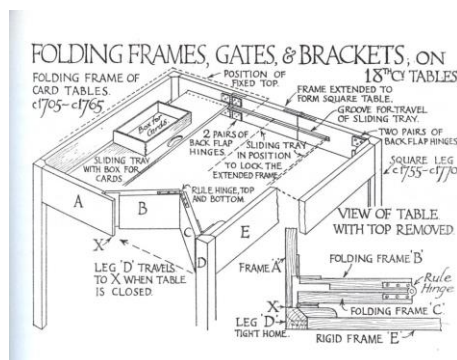 FOLDING FRAMES, GATES, & BRACKETS; ON
18TH CY TABLES
FOLDING FRAME OF
CARD TABLES.
c1705–c1765
POSITION OF
FIXED TOP.
FRAME EXTENDED TO
FORM SQUARE TABLE.
GROOVE FOR TRAVEL
OF SLIDING TRAY.
Box for
Cards
2 PAIRS OF
BACK FLAP
HINGES
SLIDING TRAY
IN POSITION
TO LOCK THE
EXTENDED FRAME
TWO PAIRS OF
BACK FLAP HINGES
SLIDING TRAY
WITH BOX FOR
CARDS
SQUARE LEG
c1755–c1770
RULE HINGE, TOP
AND BOTTOM
A
B
C
D
E
X
LEG 'D' TRAVELS
TO X WHEN TABLE
IS CLOSED.
VIEW OF TABLE
WITH TOP REMOVED.
FRAME 'A'
FOLDING FRAME 'B'
Rule
Hinge
X
FOLDING FRAME 'C'
LEG 'D'
TIGHT HOME.
RIGID FRAME 'E'